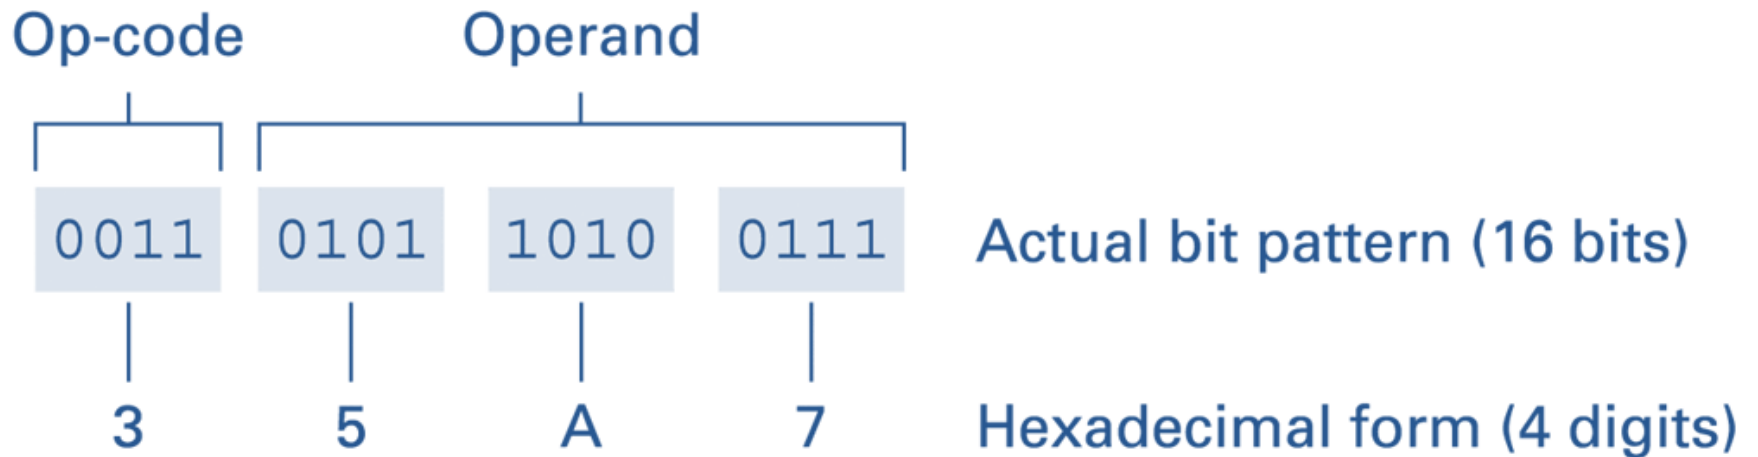 Op-code Operand
0011 0101 1010 0111 Actual bit pattern (16 bits)
3 5 A 7 Hexadecimal form (4 digits)